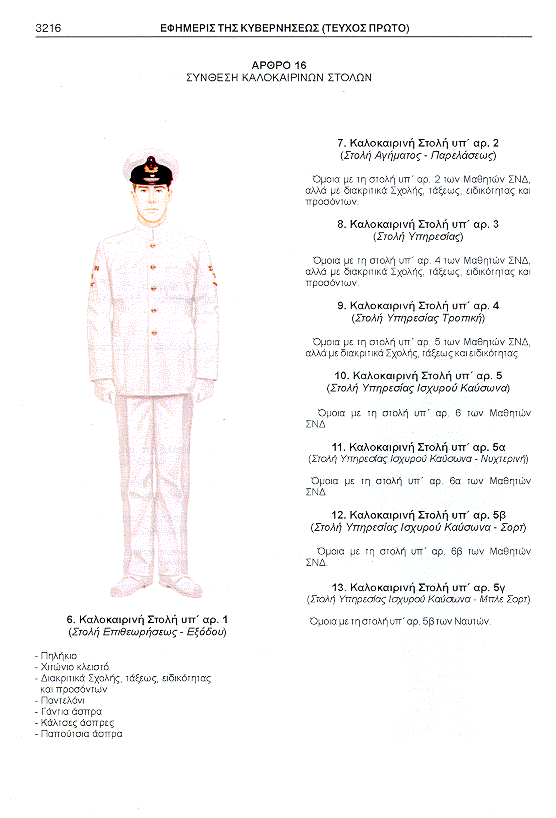 3216
ΕΦΗΜΕΡΙΣ ΤΗΣ ΚΥΒΕΡΝΗΣΕΩΣ (ΤΕΥΧΟΣ ΠΡΩΤΟ)
ΑΡΘΡΟ 16
ΣΥΝΘΕΣΗ ΚΑΛΟΚΑΙΡΙΝΩΝ ΣΤΟΛΩΝ
6. Καλοκαιρινή Στολή υπ΄ αρ. 1
(Στολή Επιθεωρήσεως - Εξόδου)
- Πηλήκιο
- Χιτώνιο κλειστό
- Διακριτικά Σχολής, τάξεως, ειδικότητας
και προσόντων
- Παντελόνι
- Γάντια άσπρα
- Κάλτσες άσπρες
- Παπούτσια άσπρα
7. Καλοκαιρινή Στολή υπ΄ αρ. 2
(Στολή Αγήματος - Παρελάσεως)
Όμοια με τη στολή υπ΄ αρ. 2 των Μαθητών ΣΝΔ,
αλλά με διακριτικά Σχολής, τάξεως, ειδικότητας και
προσόντων.
8. Καλοκαιρινή Στολή υπ΄ αρ. 3
(Στολή Υπηρεσίας)
Όμοια με τη στολή υπ΄ αρ. 4 των Μαθητών ΣΝΔ,
αλλά με διακριτικά Σχολής, τάξεως, ειδικότητας και
προσόντων.
9. Καλοκαιρινή Στολή υπ΄ αρ. 4
(Στολή Υπηρεσίας Τροπική)
Όμοια με τη στολή υπ΄ αρ. 5 των Μαθητών ΣΝΔ,
αλλά με διακριτικά Σχολής, τάξεως και ειδικότητας.
10. Καλοκαιρινή Στολή υπ΄ αρ. 5
(Στολή Υπηρεσίας Ισχυρού Καύσωνα)
Όμοια με τη στολή υπ΄ αρ. 6 των Μαθητών
ΣΝΔ.
11. Καλοκαιρινή Στολή υπ΄ αρ. 5α
(Στολή Υπηρεσίας Ισχυρού Καύσωνα - Νυχτερινή)
Όμοια με τη στολή υπ΄ αρ. 6α των Μαθητών
ΣΝΔ.
12. Καλοκαιρινή Στολή υπ΄ αρ. 5β
(Στολή Υπηρεσίας Ισχυρού Καύσωνα - Σορτ)
Όμοια με τη στολή υπ΄ αρ. 6β των Μαθητών
ΣΝΔ.
13. Καλοκαιρινή Στολή υπ΄ αρ. 5γ
(Στολή Υπηρεσίας Ισχυρού Καύσωνα - Μπλε Σορτ)
Όμοια με τη στολή υπ΄ αρ. 5β των Ναυτών.